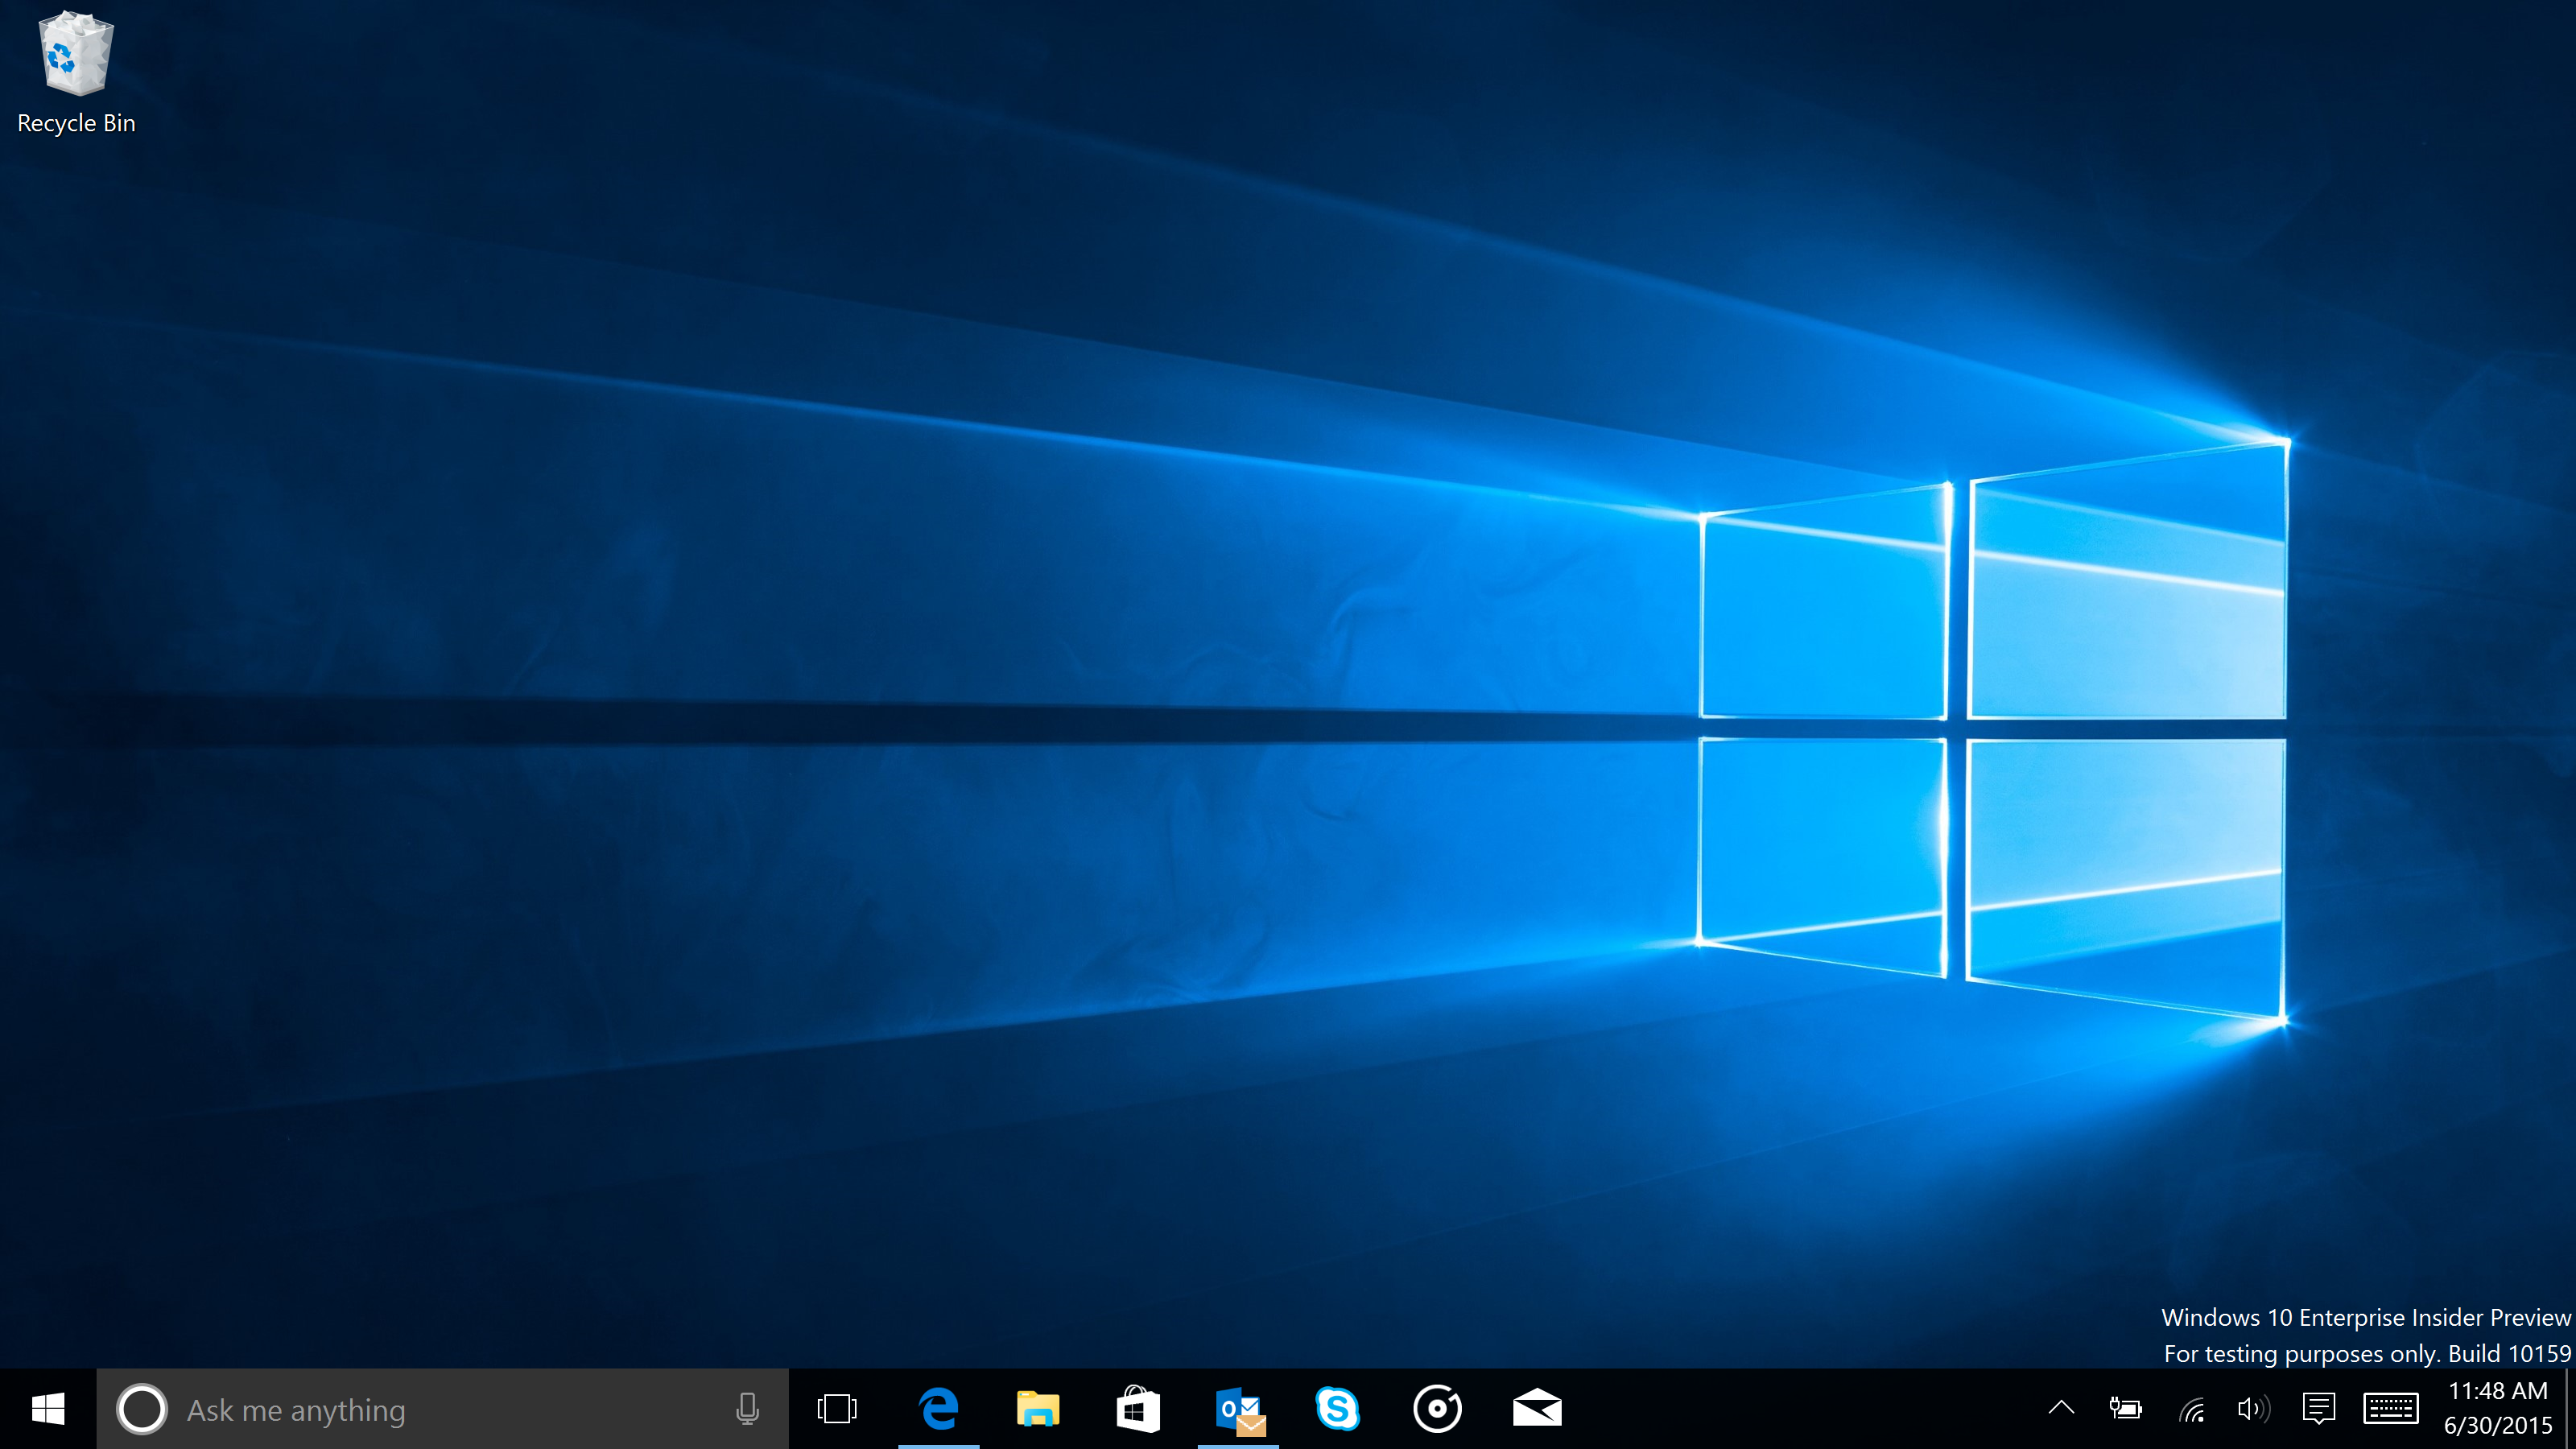 Recycle Bin
Windows 10 Enterprise Insider Preview
For testing purposes only. Build 10159
Ask me anything
11:48 AM
6/30/2015